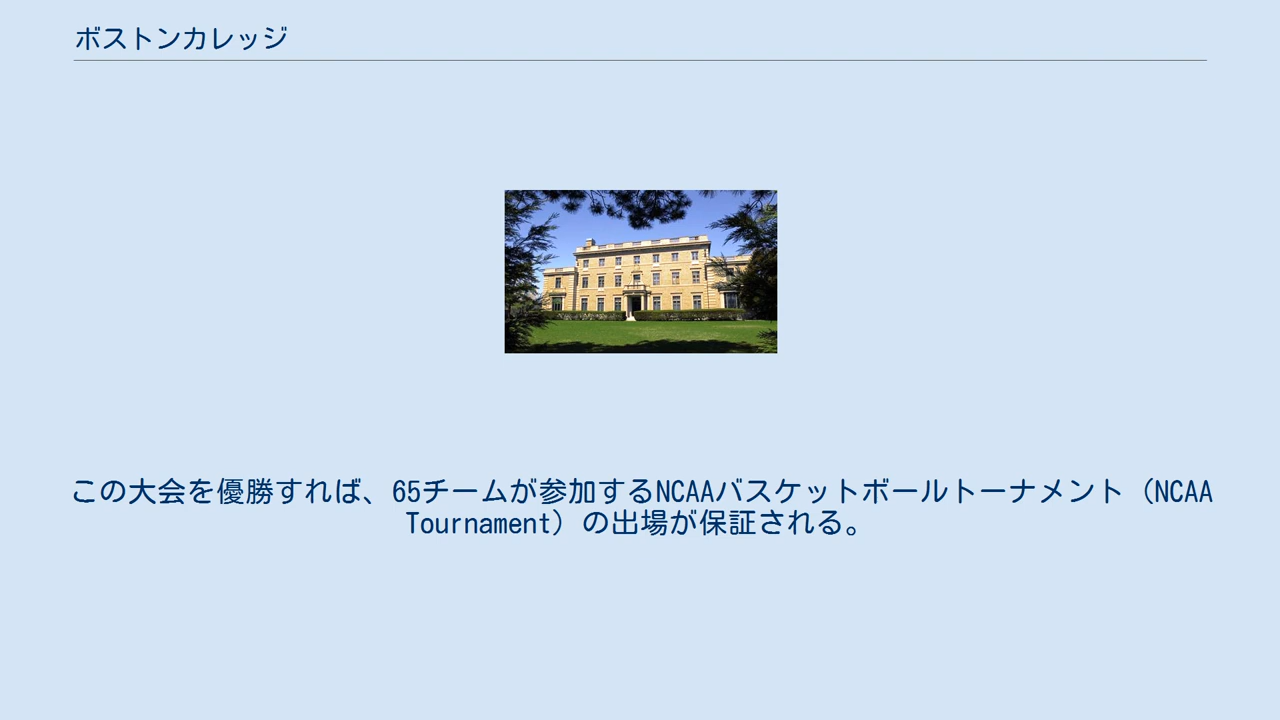 ボストンカレッジ
この大会を優勝すれば、65チームが参加するNCAAバスケットボールトーナメント（NCAA
Tournament）の出場が保証される。